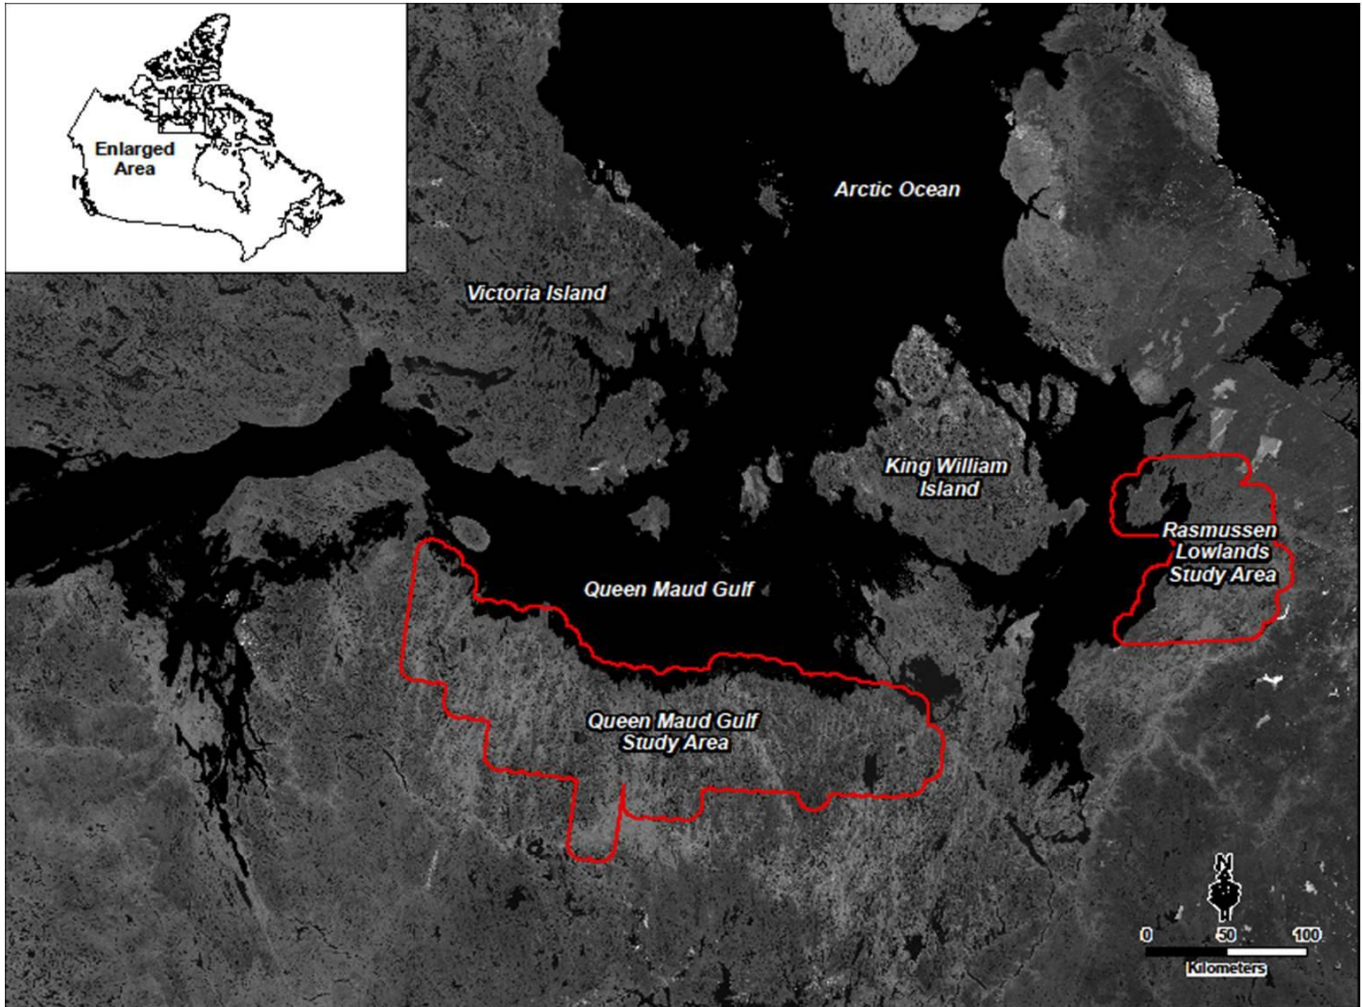 Enlarged
Area
Arctic Ocean
Victoria Island
King William
Island
Rasmussen
Lowlands
Study Area
Queen Maud Gulf
Queen Maud Gulf
Study Area
N
0 50 100
Kilometers